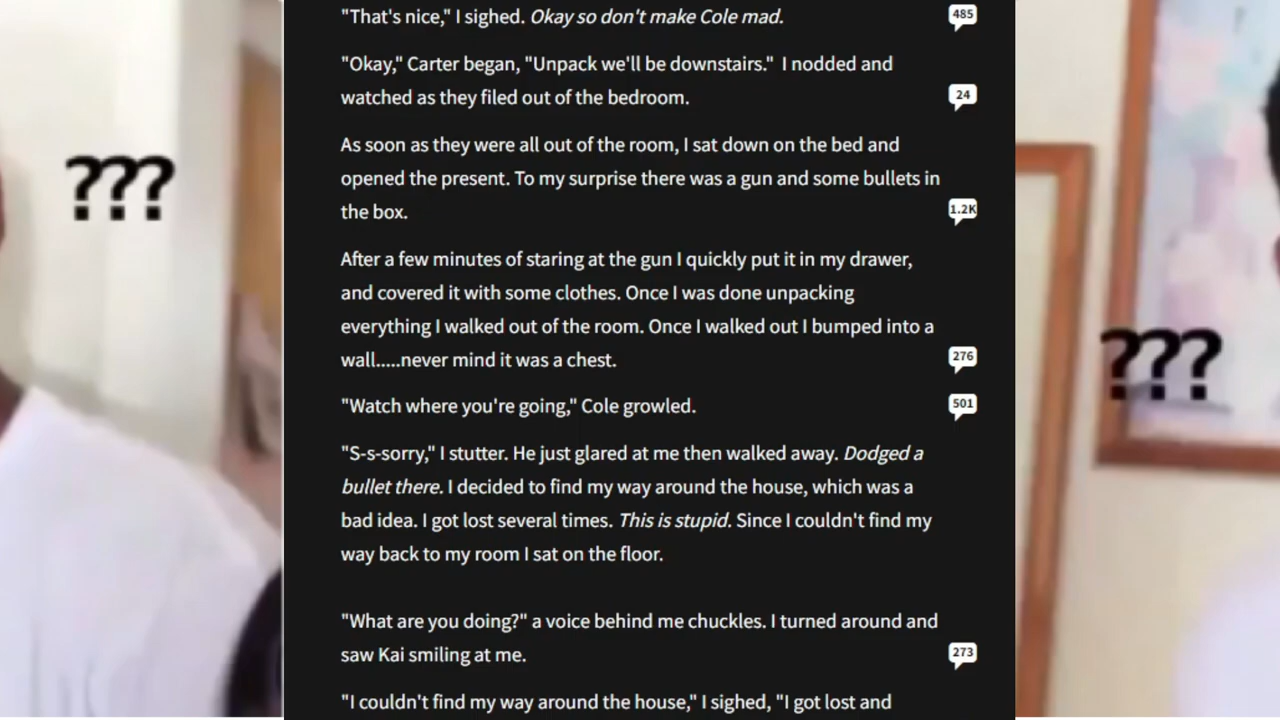 "That's nice," I sighed. Okay so don't make Cole mad.
485
"Okay," Carter began, "Unpack we'll be downstairs."  I nodded and
watched as they filed out of the bedroom.
24
???
As soon as they were all out of the room, I sat down on the bed and
opened the present. To my surprise there was a gun and some bullets in
the box.
1.2K
After a few minutes of staring at the gun I quickly put it in my drawer,
and covered it with some clothes. Once I was done unpacking
everything I walked out of the room. Once I walked out I bumped into a
wall.....never mind it was a chest.
276
???
"Watch where you're going," Cole growled.
501
"S-s-sorry," I stutter. He just glared at me then walked away. Dodged a
bullet there. I decided to find my way around the house, which was a
bad idea. I got lost several times. This is stupid. Since I couldn't find my
way back to my room I sat on the floor.
"What are you doing?" a voice behind me chuckles. I turned around and
saw Kai smiling at me.
273
"I couldn't find my way around the house," I sighed, "I got lost and